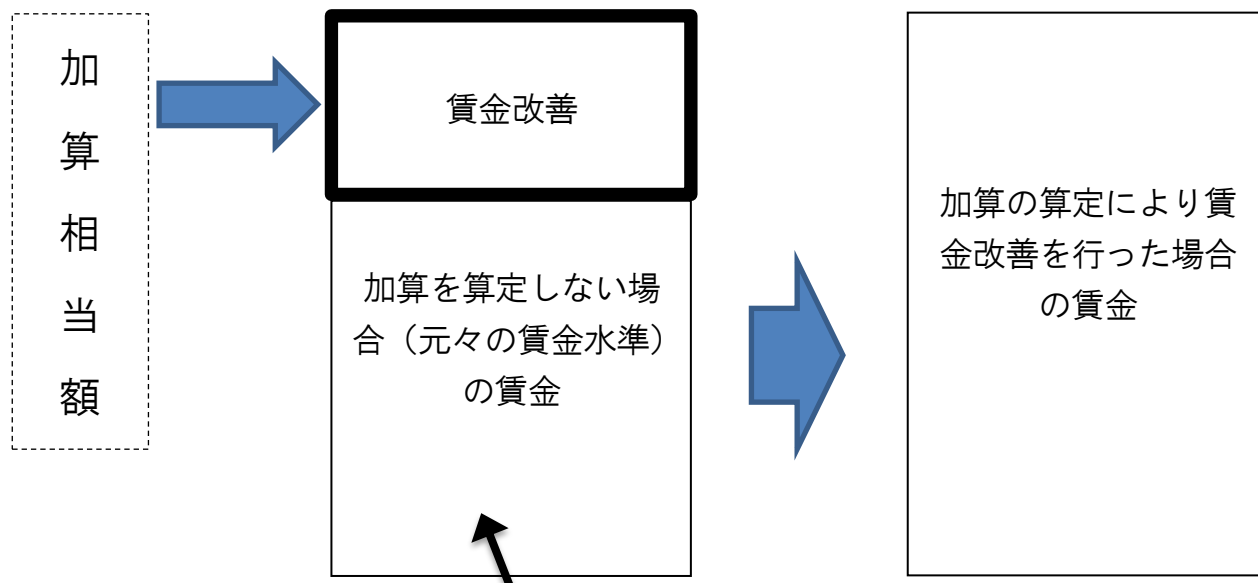 加算相当額
賃金改善
加算を算定しない場
合（元々の賃金水準）
の賃金
加算の算定により賃
金改善を行った場合
の賃金